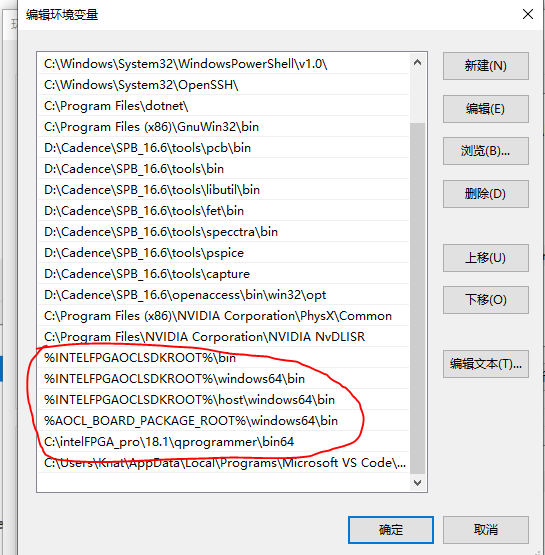 编辑环境变量
C:\Windows\System32\WindowsPowerShell\v1.0\
C:\Windows\System32\OpenSSH\
C:\Program Files\dotnet\
C:\Program Files (x86)\GnuWin32\bin
D:\Cadence\SPB_16.6\tools\pcb\bin
D:\Cadence\SPB_16.6\tools\bin
D:\Cadence\SPB_16.6\tools\libutil\bin
D:\Cadence\SPB_16.6\tools\fet\bin
D:\Cadence\SPB_16.6\tools\specctra\bin
D:\Cadence\SPB_16.6\tools\pspice
D:\Cadence\SPB_16.6\tools\capture
D:\Cadence\SPB_16.6\openaccess\bin\win32\opt
C:\Program Files (x86)\NVIDIA Corporation\PhysX\Common
C:\Program Files\NVIDIA Corporation\NVIDIA NvDLISR
%INTELFPGAOCLSDKROOT%\bin
%INTELFPGAOCLSDKROOT%\windows64\bin
%INTELFPGAOCLSDKROOT%\host\windows64\bin
%AOCL_BOARD_PACKAGE_ROOT%\windows64\bin
C:\intelFPGA_pro\18.1\qprogrammer\bin64
C:\Users\Knat\AppData\Local\Programs\Microsoft VS Code\...
新建(N)
编辑(E)
浏览(B)...
删除(D)
上移(U)
下移(O)
编辑文本(T)...
确定
取消